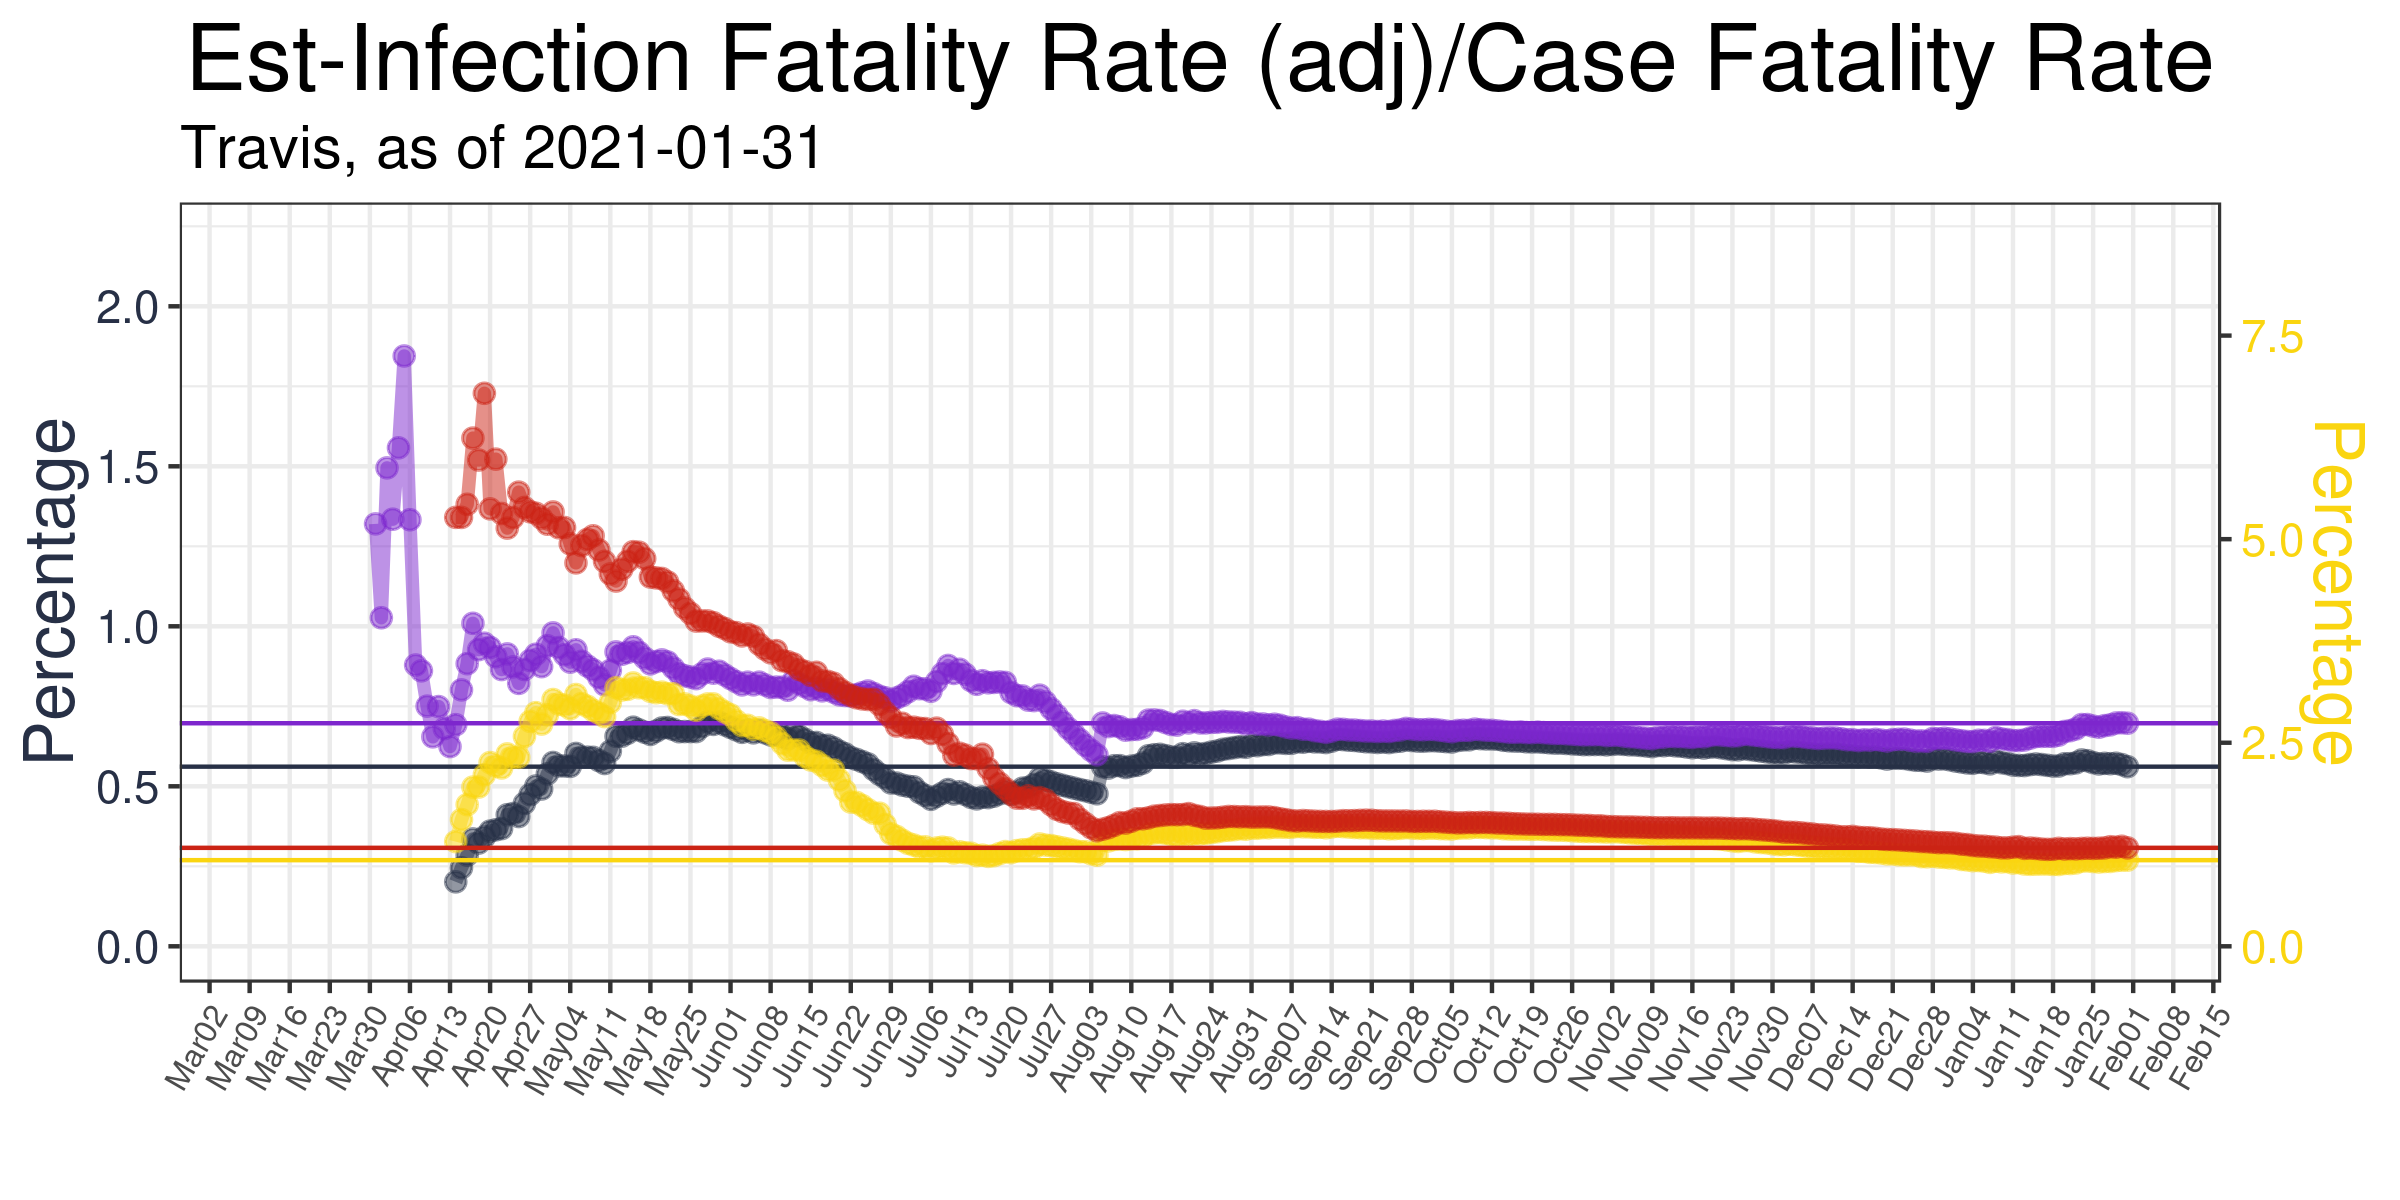 Est-Infection Fatality Rate (adj)/Case Fatality Rate
Travis, as of 2021-01-31
Percentage
2.0
1.5
1.0
0.5
0.0
7.5
5.0
2.5
0.0
Percentage
Mar02
Mar09
Mar16
Mar23
Mar30
Apr06
Apr13
Apr20
Apr27
May04
May11
May18
May25
Jun01
Jun08
Jun15
Jun22
Jun29
Jul06
Jul13
Jul20
Jul27
Aug03
Aug10
Aug17
Aug24
Aug31
Sep07
Sep14
Sep21
Sep28
Oct05
Oct12
Oct19
Oct26
Nov02
Nov09
Nov16
Nov23
Nov30
Dec07
Dec14
Dec21
Dec28
Jan04
Jan11
Jan18
Jan25
Feb01
Feb08
Feb15